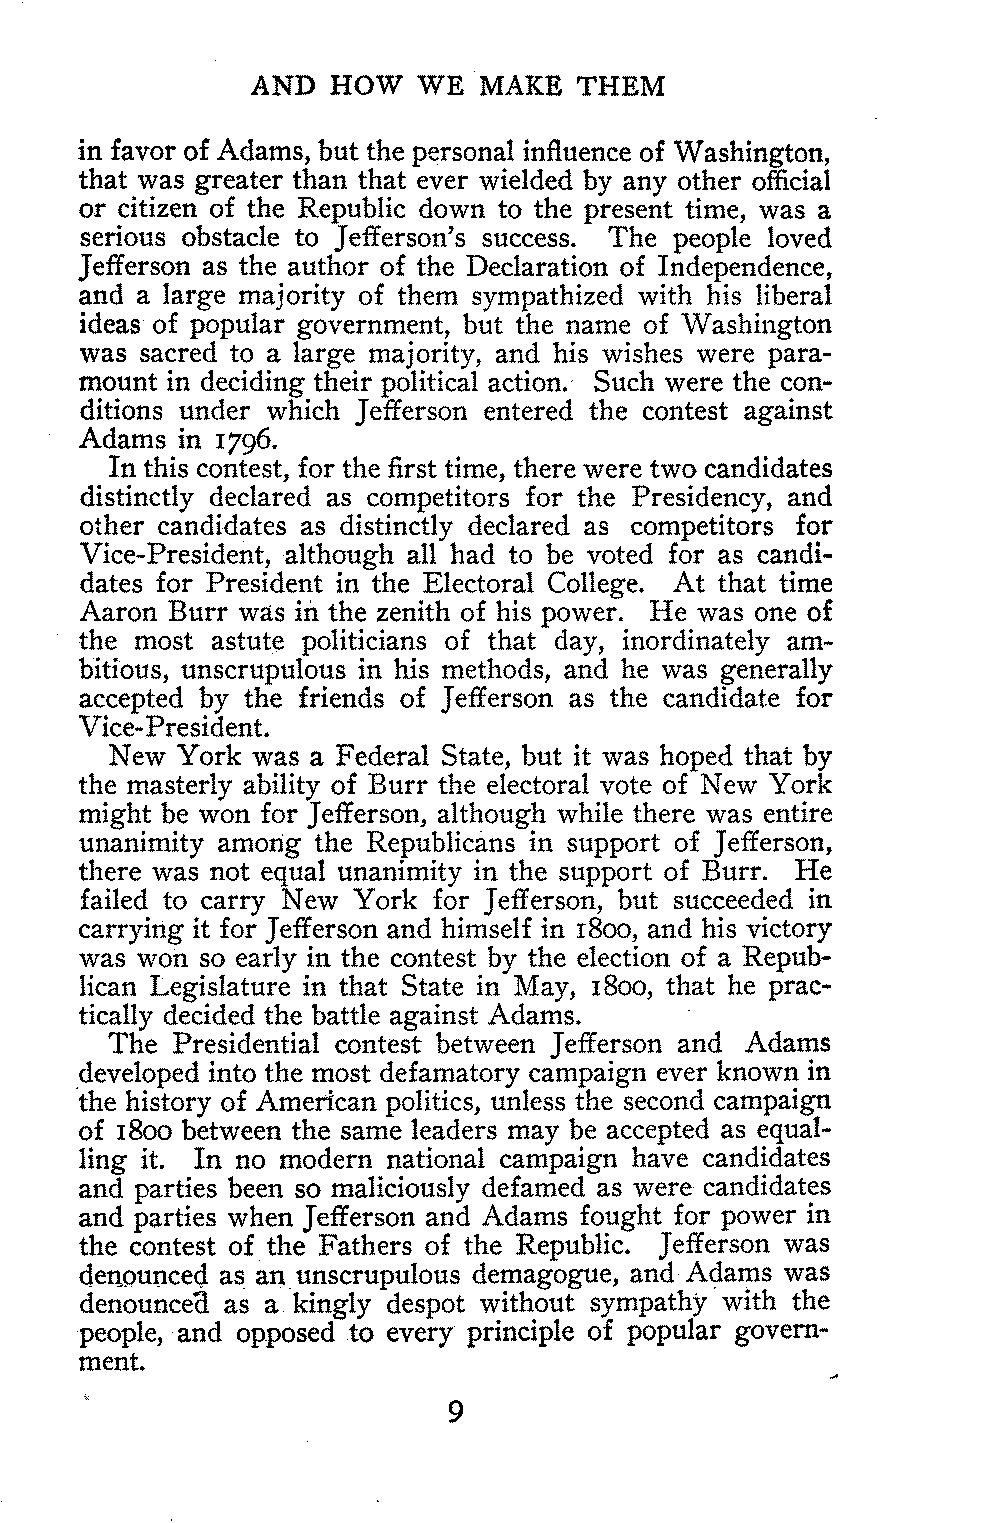 AND HOW WE MAKE THEM
in favor of Adams, but the personal influence of Washington,
that was greater than that ever wielded by any other official
or citizen of the Republic down to the present time, was a
serious obstacle to Jefferson's success. The people loved
Jefferson as the author of the Declaration of Independence,
and a large majority of them sympathized with his liberal
ideas of popular government, but the name of Washington
was sacred to a large majority, and his wishes were para-
mount in deciding their political action. Such were the con-
ditions under which Jefferson entered the contest against
Adams in 1796.
In this contest, for the first time, there were two candidates
distinctly declared as competitors for the Presidency, and
other candidates as distinctly declared as competitors for
Vice-President, although all had to be voted for as candi-
dates for President in the Electoral College. At that time
Aaron Burr was in the zenith of his power. He was one of
the most astute politicians of that day, inordinately am-
bitious, unscrupulous in his methods, and he was generally
accepted by the friends of Jefferson as the candidate for
Vice-President.
New York was a Federal State, but it was hoped that by
the masterly ability of Burr the electoral vote of New York
might be won for Jefferson, although while there was entire
unanimity among the Republicans in support of Jefferson,
there was not equal unanimity in the support of Burr. He
failed to carry New York for Jefferson, but succeeded in
carrying it for Jefferson and himself in 1800, and his victory
was won so early in the contest by the election of a Repub-
lican Legislature in that State in May, 1800, that he prac-
tically decided the battle against Adams.
The Presidential contest between Jefferson and Adams
developed into the most defamatory campaign ever known in
the history of American politics, unless the second campaign
of 1800 between the same leaders may be accepted as equal-
ling it. In no modern national campaign have candidates
and parties been so maliciously defamed as were candidates
and parties when Jefferson and Adams fought for power in
the contest of the Fathers of the Republic. Jefferson was
denounced as an unscrupulous demagogue, and Adams was
denounced as a kingly despot without sympathy with the
people, and opposed to every principle of popular govern-
ment.
9